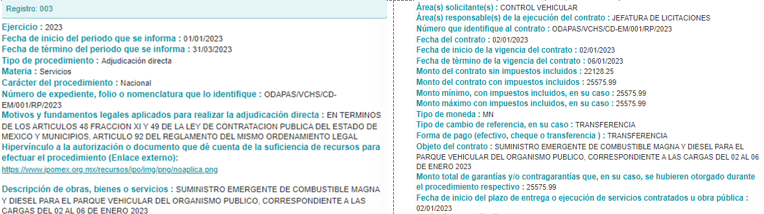 Registro: 003
Ejercicio : 2023
Fecha de inicio del periodo que se informa : 01/01/2023
Fecha de término del periodo que se informa : 31/03/2023
Tipo de procedimiento : Adjudicación directa
Materia : Servicios
Carácter del procedimiento : Nacional
Número de expediente, folio o nomenclatura que lo identifique : ODAPAS/VCHS/CD-
EM/001/RP/2023
Motivos y fundamentos legales aplicados para realizar la adjudicación directa : EN TERMINOS
DE LOS ARTICULOS 48 FRACCION XI Y 49 DE LA LEY DE CONTRATACION PUBLICA DEL ESTADO DE
MEXICO Y MUNICIPIOS, ARTICULO 92 DEL REGLAMENTO DEL MISMO ORDENAMIENTO LEGAL
Hipervínculo a la autorización o documento que dé cuenta de la suficiencia de recursos para
efectuar el procedimiento (Enlace externo):
https://www.ipomex.org.mx/recursos/ipo/img/png/noaplica.png
Descripción de obras, bienes o servicios : SUMINISTRO EMERGENTE DE COMBUSTIBLE MAGNA
Y DIESEL PARA EL PARQUE VEHICULAR DEL ORGANISMO PUBLICO, CORRESPONDIENTE A LAS
CARGAS DEL 02 AL 06 DE ENERO 2023
Área(s) solicitante(s) : CONTROL VEHICULAR
Área(s) responsable(s) de la ejecución del contrato : JEFATURA DE LICITACIONES
Número que identifique al contrato : ODAPAS/VCHS/CD-EM/001/RP/2023
Fecha del contrato : 02/01/2023
Fecha de inicio de la vigencia del contrato : 02/01/2023
Fecha de término de la vigencia del contrato : 06/01/2023
Monto del contrato sin impuestos incluidos : 22128.25
Monto del contrato con impuestos incluidos : 25575.99
Monto mínimo, con impuestos incluidos, en su caso : 25575.99
Monto máximo con impuestos incluidos, en su caso : 25575.99
Tipo de moneda : MN
Tipo de cambio de referencia, en su caso : TRANSFERENCIA
Forma de pago (efectivo, cheque o transferencia ) : TRANSFERENCIA
Objeto del contrato : SUMINISTRO EMERGENTE DE COMBUSTIBLE MAGNA Y DIESEL PARA EL
PARQUE VEHICULAR DEL ORGANISMO PUBLICO, CORRESPONDIENTE A LAS CARGAS DEL 02 AL 06
DE ENERO 2023
Monto total de garantías y/o contragarantías que, en su caso, se hubieren otorgado durante
el procedimiento respectivo : 25575.99
Fecha de inicio del plazo de entrega o ejecución de servicios contratados u obra pública :
02/01/2023